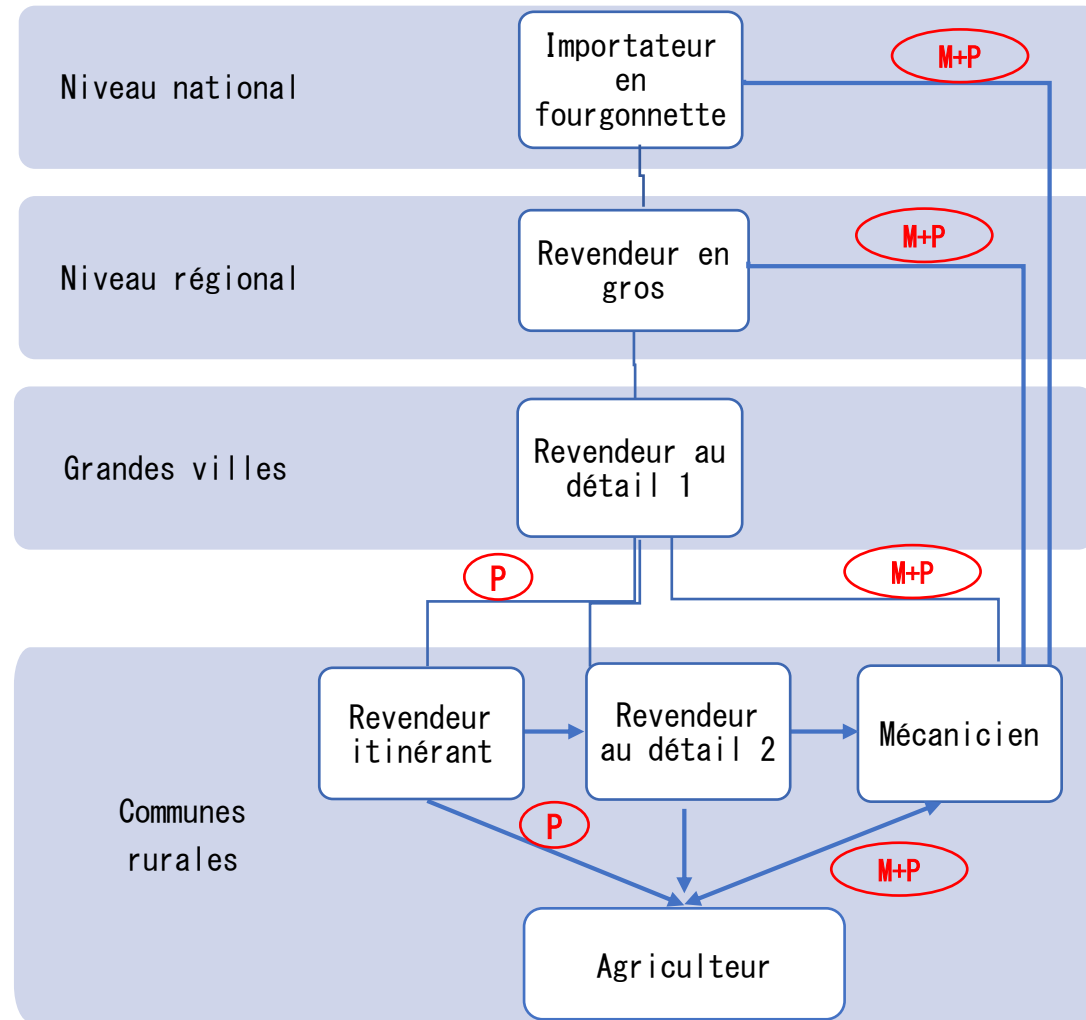 Niveau national
Importateur
en
fourgonnette
M+P
Niveau régional
Revendeur en
gros
M+P
Grandes villes
Revendeur au
détail 1
P
M+P
Communes
rurales
Revendeur
itinérant
Revendeur
au détail 2
Mécanicien
P
M+P
Agriculteur